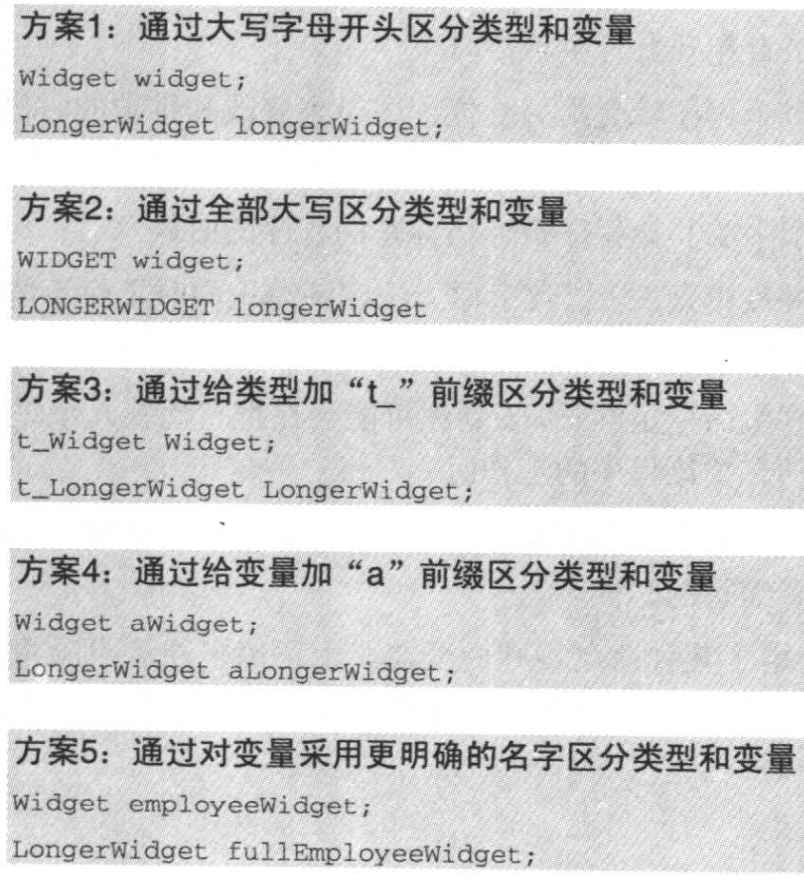 方案1：通过大写字母开头区分类型和变量
Widget widget;
LongerWidget longerWidget;
方案2：通过全部大写区分类型和变量
WIDGET widget;
LONGERWIDGET longerWidget
方案3：通过给类型加“t_”前缀区分类型和变量
t_Widget Widget;
t_LongerWidget LongerWidget;
方案4：通过给变量加“a”前缀区分类型和变量
Widget aWidget;
LongerWidget aLongerWidget;
方案5：通过对变量采用更明确的名字区分类型和变量
Widget employeeWidget;
LongerWidget fullEmployeeWidget;